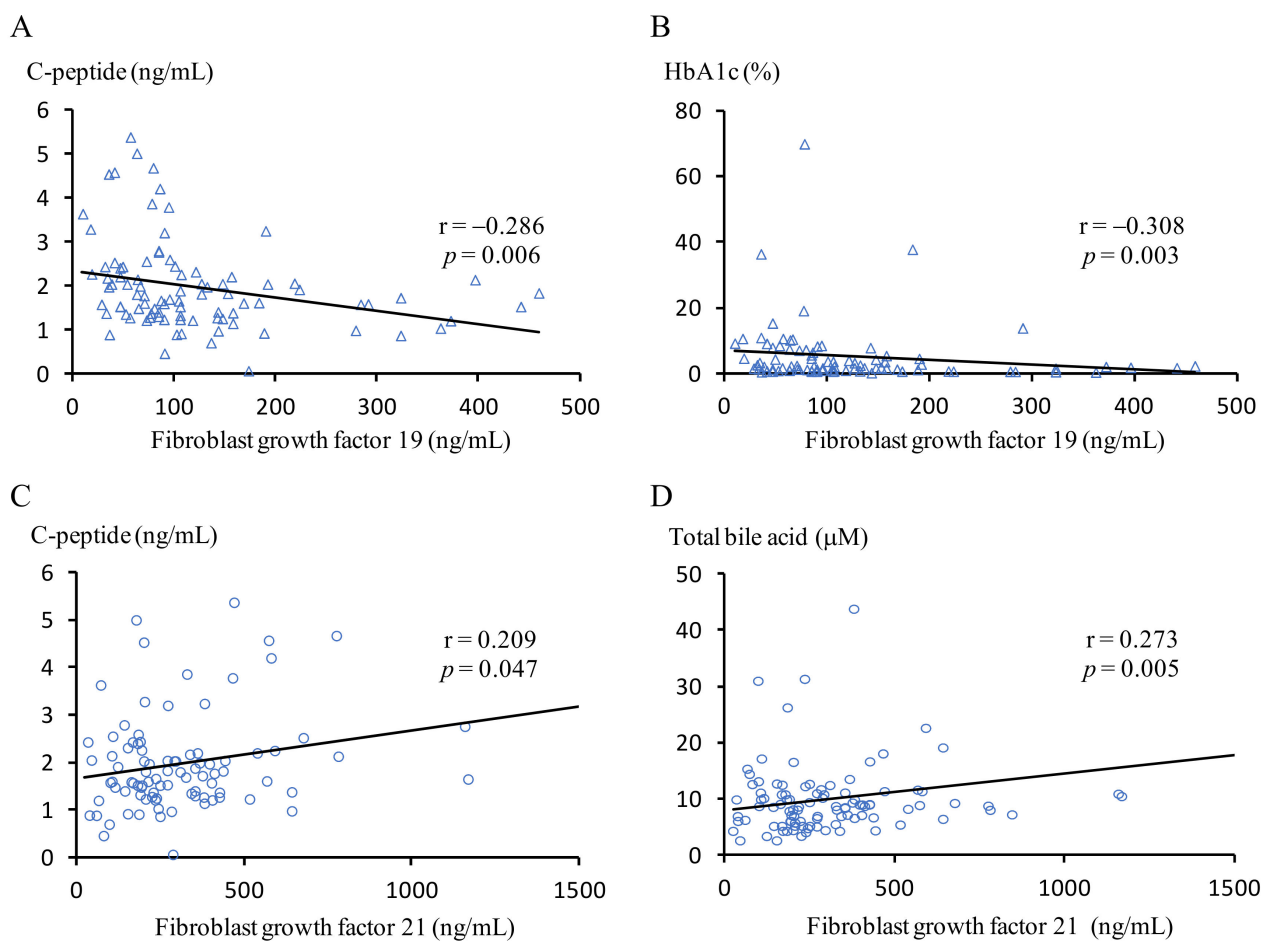 A
C-peptide (ng/mL)
6
5
4
3
2
1
0
r = –0.286
p = 0.006
0 100 200 300 400 500
Fibroblast growth factor 19 (ng/mL)
B
HbA1c (%)
80
60
40
20
0
r = –0.308
p = 0.003
0 100 200 300 400 500
Fibroblast growth factor 19 (ng/mL)
C
C-peptide (ng/mL)
6
5
4
3
2
1
0
r = 0.209
p = 0.047
0 500 1000 1500
Fibroblast growth factor 21 (ng/mL)
D
Total bile acid (μM)
50
40
30
20
10
0
r = 0.273
p = 0.005
0 500 1000 1500
Fibroblast growth factor 21 (ng/mL)